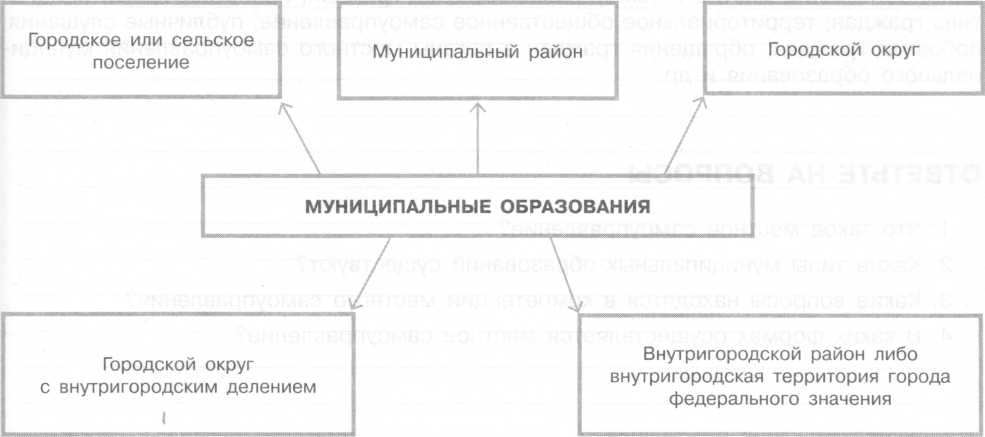 Городское или сельское
поселение
Муниципальный район
Городской округ
МУНИЦИПАЛЬНЫЕ ОБРАЗОВАНИЯ
Городской округ
с внутригородским делением
Внутригородской район либо
внутригородская территория города
федерального значения